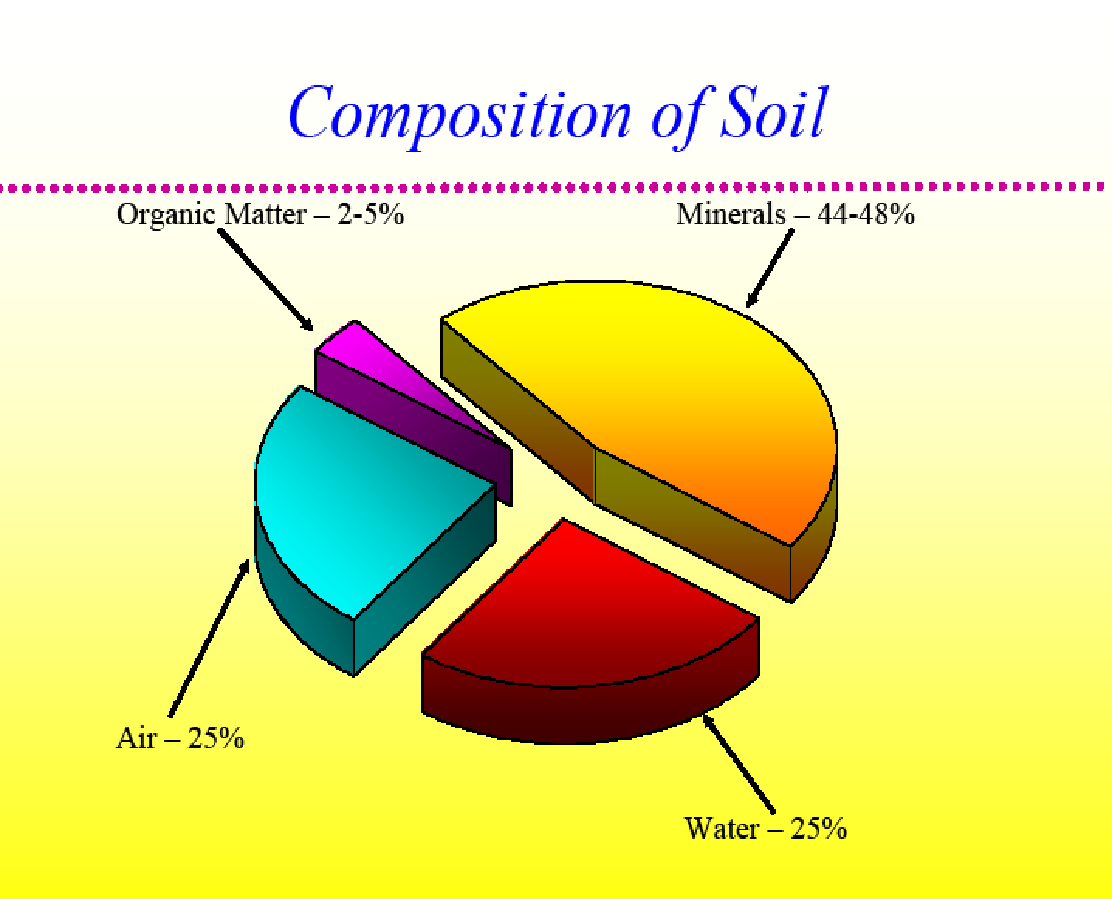 Composition of Soil
Organic Matter – 2-5%
Minerals – 44-48%
Air – 25%
Water – 25%